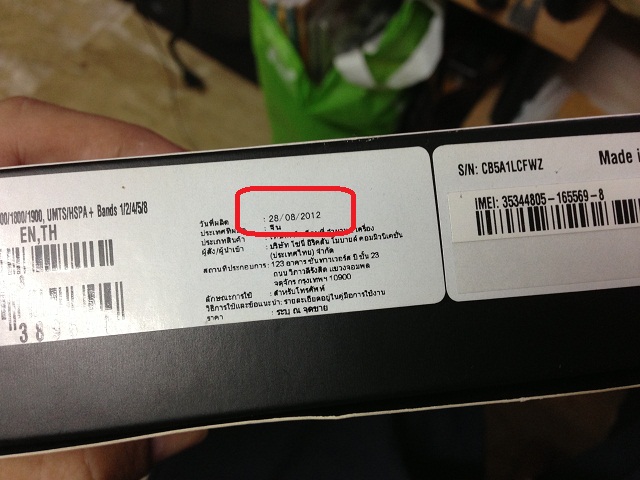 00/1800/1900, UMTS/HSPA+ Bands 1/2/4/5/8
EN,TH
วันที่ผลิต : 28/08/2012
ประเทศที่ผลิต : จีน
ประเภทสินค้า : เครื่อง
ผู้สั่ง/ผู้นำเข้า : บริษัท โซนี่ อีริคสัน โมบายล์ คอมมิวนิเคชั่น
(ประเทศไทย) จำกัด
สถานที่ประกอบการ : 123 อาคาร ซันทาวเวอร์ส บี ชั้น 23
ถนน วิภาวดีรังสิต แขวงจอมพล
จตุจักร กรุงเทพฯ 10900
ลักษณะการใช้ : สำหรับโทรศัพท์
วิธีการใช้และข้อแนะนำ : รายละเอียดอยู่ในคู่มือการใช้งาน
ราคา : ระบุ ณ จุดขาย
S/N: CB5A1LCFWZ
Made i
IMEI: 35344805-165569-8